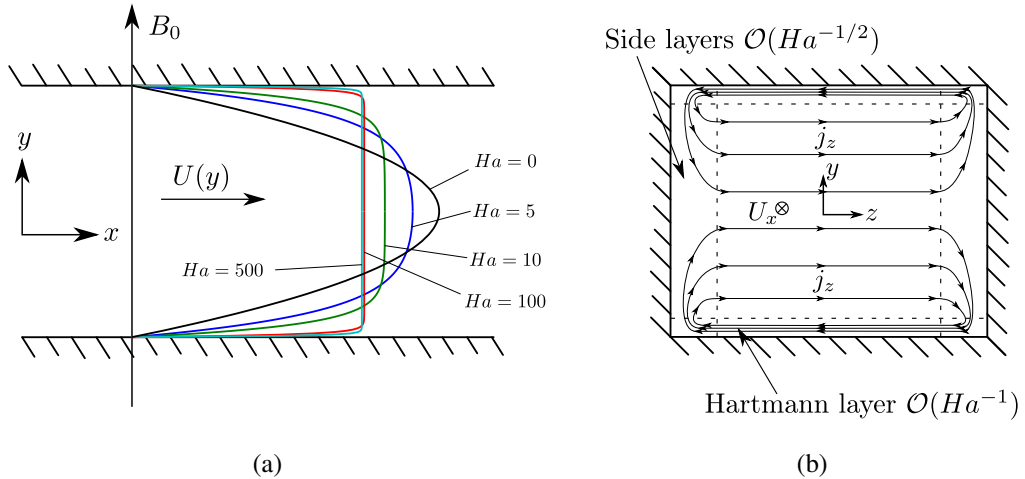 B₀
y
U(y)
x
Ha = 0
Ha = 5
Ha = 10
Ha = 500
Ha = 100
(a)
Side layers 𝒪(Ha^{−1/2})
j_z
y
U_x ⊗
z
j_z
Hartmann layer 𝒪(Ha^{−1})
(b)